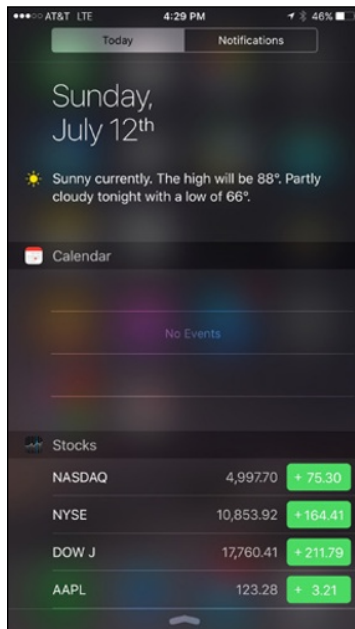 AT&T LTE 4:29 PM 46%
Today Notifications
Sunday,
July 12th
Sunny currently. The high will be 88°. Partly
cloudy tonight with a low of 66°.
Calendar
No Events
Stocks
NASDAQ 4,997.70 + 75.30
NYSE 10,853.92 +164.41
DOW J 17,760.41 +211.79
AAPL 123.28 + 3.21